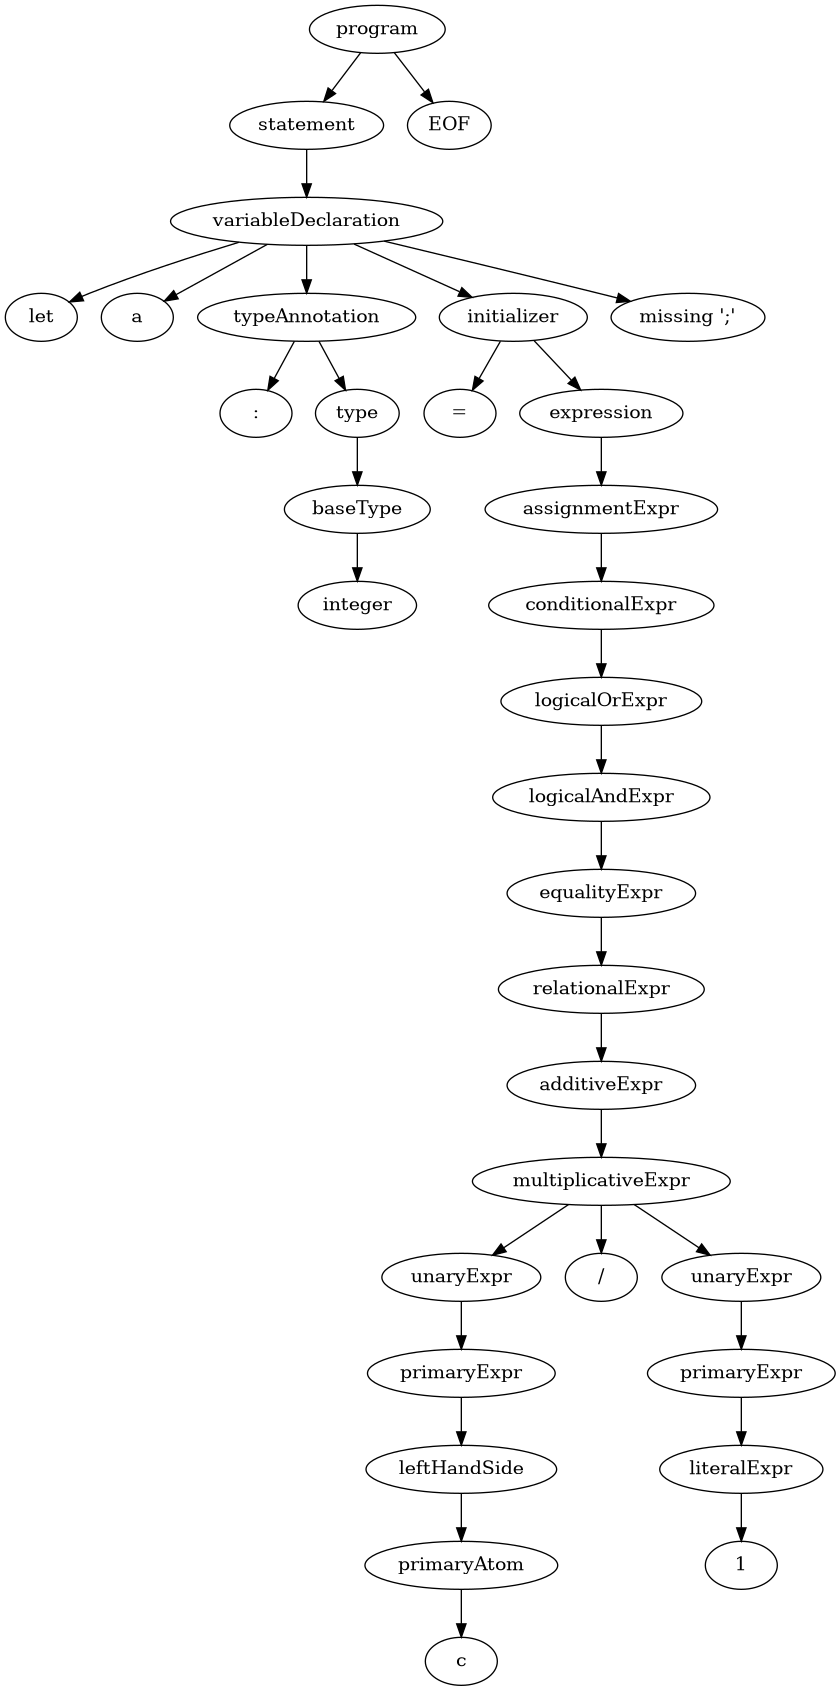 program
statement
EOF
variableDeclaration
let
a
typeAnnotation
initializer
missing ';'
:
type
=
expression
baseType
assignmentExpr
integer
conditionalExpr
logicalOrExpr
logicalAndExpr
equalityExpr
relationalExpr
additiveExpr
multiplicativeExpr
unaryExpr
/
unaryExpr
primaryExpr
primaryExpr
leftHandSide
literalExpr
primaryAtom
1
c